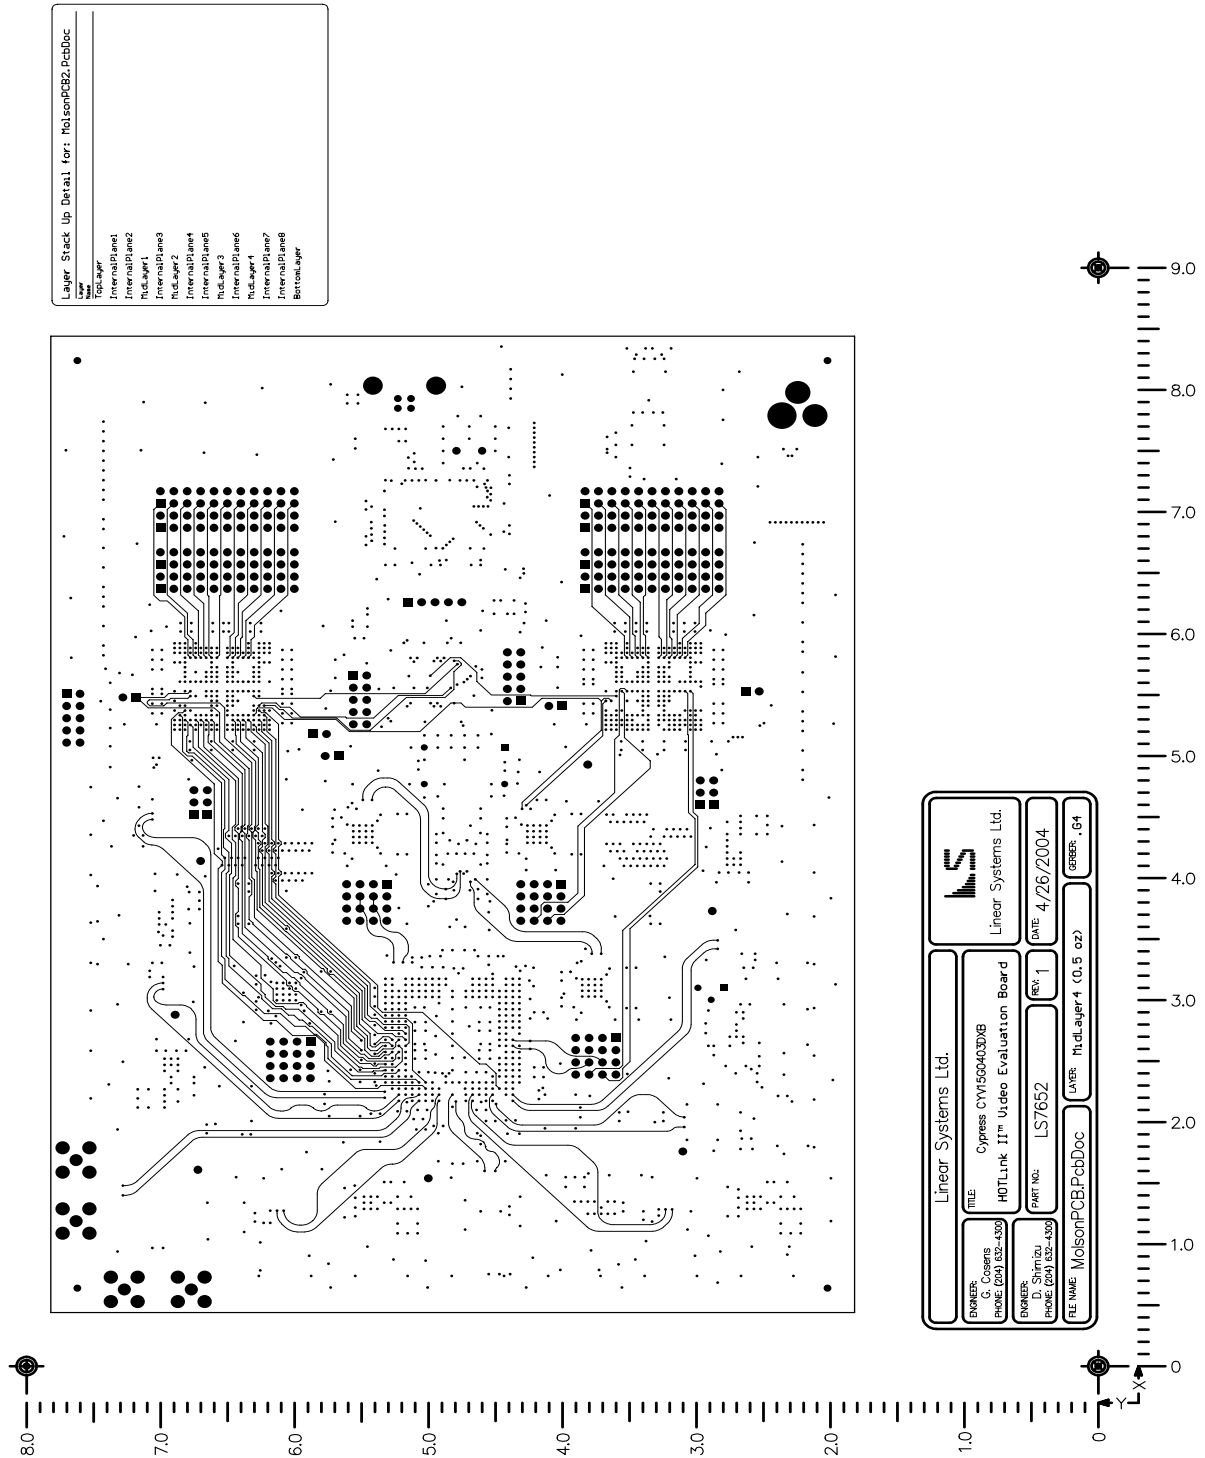 Layer Stack Up Detail for: MolsonPCB2.PcbDoc
Layer
Name
TopLayer
InternalPlane1
InternalPlane2
MidLayer1
InternalPlane3
MidLayer2
InternalPlane4
InternalPlane5
MidLayer3
InternalPlane6
MidLayer4
InternalPlane7
InternalPlane8
BottomLayer
9.0
8.0
7.0
6.0
5.0
4.0
3.0
2.0
1.0
0
X
Y
8.0
7.0
6.0
5.0
4.0
3.0
2.0
1.0
0
Linear Systems Ltd.
LS
Linear Systems Ltd.
TITLE:
Cypress CYV15G0403DXB
HOTLink II™ Video Evaluation Board
ENGINEER:
G. Cosens
PHONE: (204) 632-4300
ENGINEER:
D. Shimizu
PHONE: (204) 632-4300
PART NO.: LS7652
REV: 1
DATE: 4/26/2004
FILE NAME: MolsonPCB.PcbDoc
LAYER: MidLayer4 (0.5 oz)
GERBER: .G4